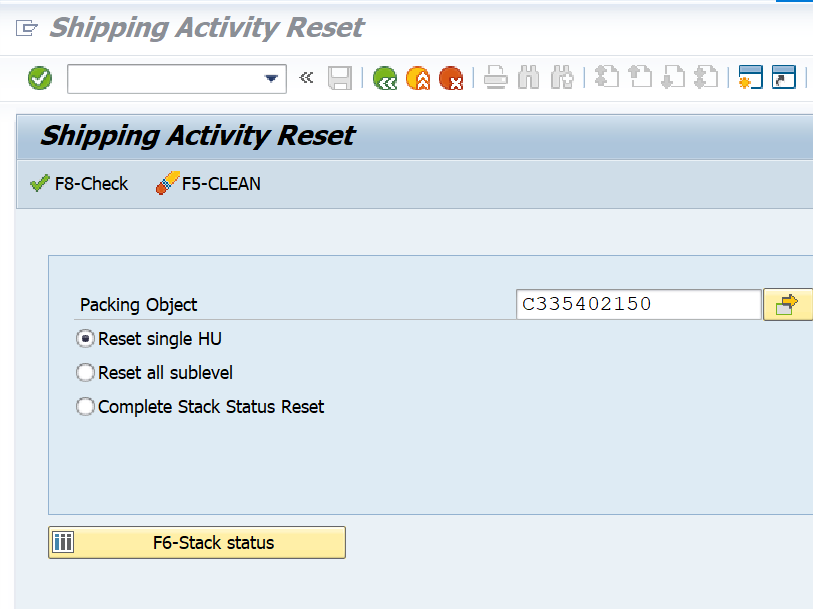 Shipping Activity Reset
Shipping Activity Reset
F8-Check F5-CLEAN
Packing Object C335402150
Reset single HU
Reset all sublevel
Complete Stack Status Reset
F6-Stack status